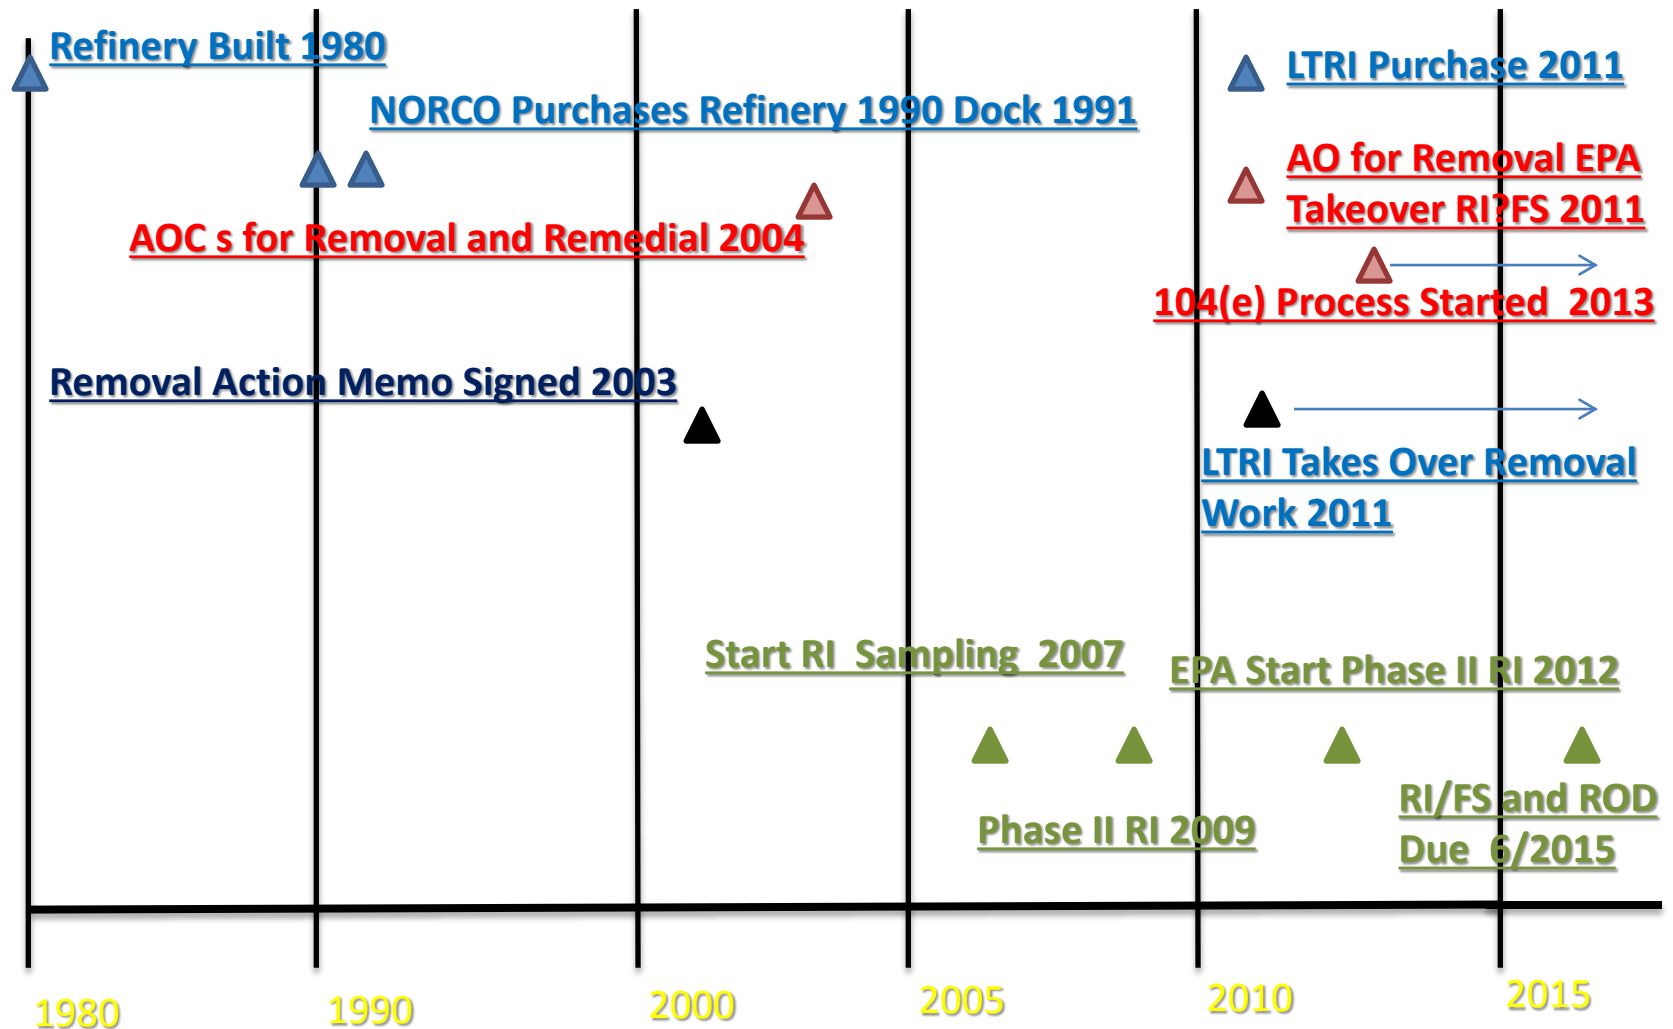 Refinery Built 1980
LTRI Purchase 2011
NORCO Purchases Refinery 1990 Dock 1991
AO for Removal EPA
Takeover RI?FS 2011
AOC s for Removal and Remedial 2004
104(e) Process Started  2013
Removal Action Memo Signed 2003
LTRI Takes Over Removal
Work 2011
Start RI  Sampling  2007
EPA Start Phase II RI 2012
RI/FS and ROD
Due  6/2015
Phase II RI 2009
1980
1990
2000
2005
2010
2015